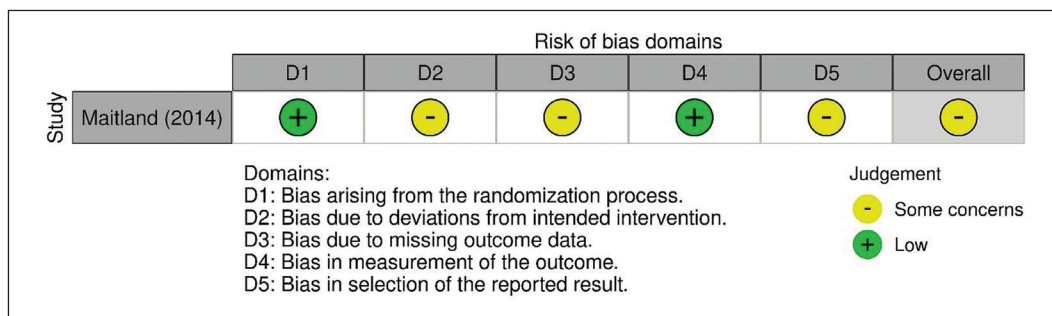 Risk of bias domains
D1 D2 D3 D4 D5 Overall
Study
Maitland (2014) + - - + - -
Domains:
D1: Bias arising from the randomization process.
D2: Bias due to deviations from intended intervention.
D3: Bias due to missing outcome data.
D4: Bias in measurement of the outcome.
D5: Bias in selection of the reported result.
Judgement
- Some concerns
+ Low